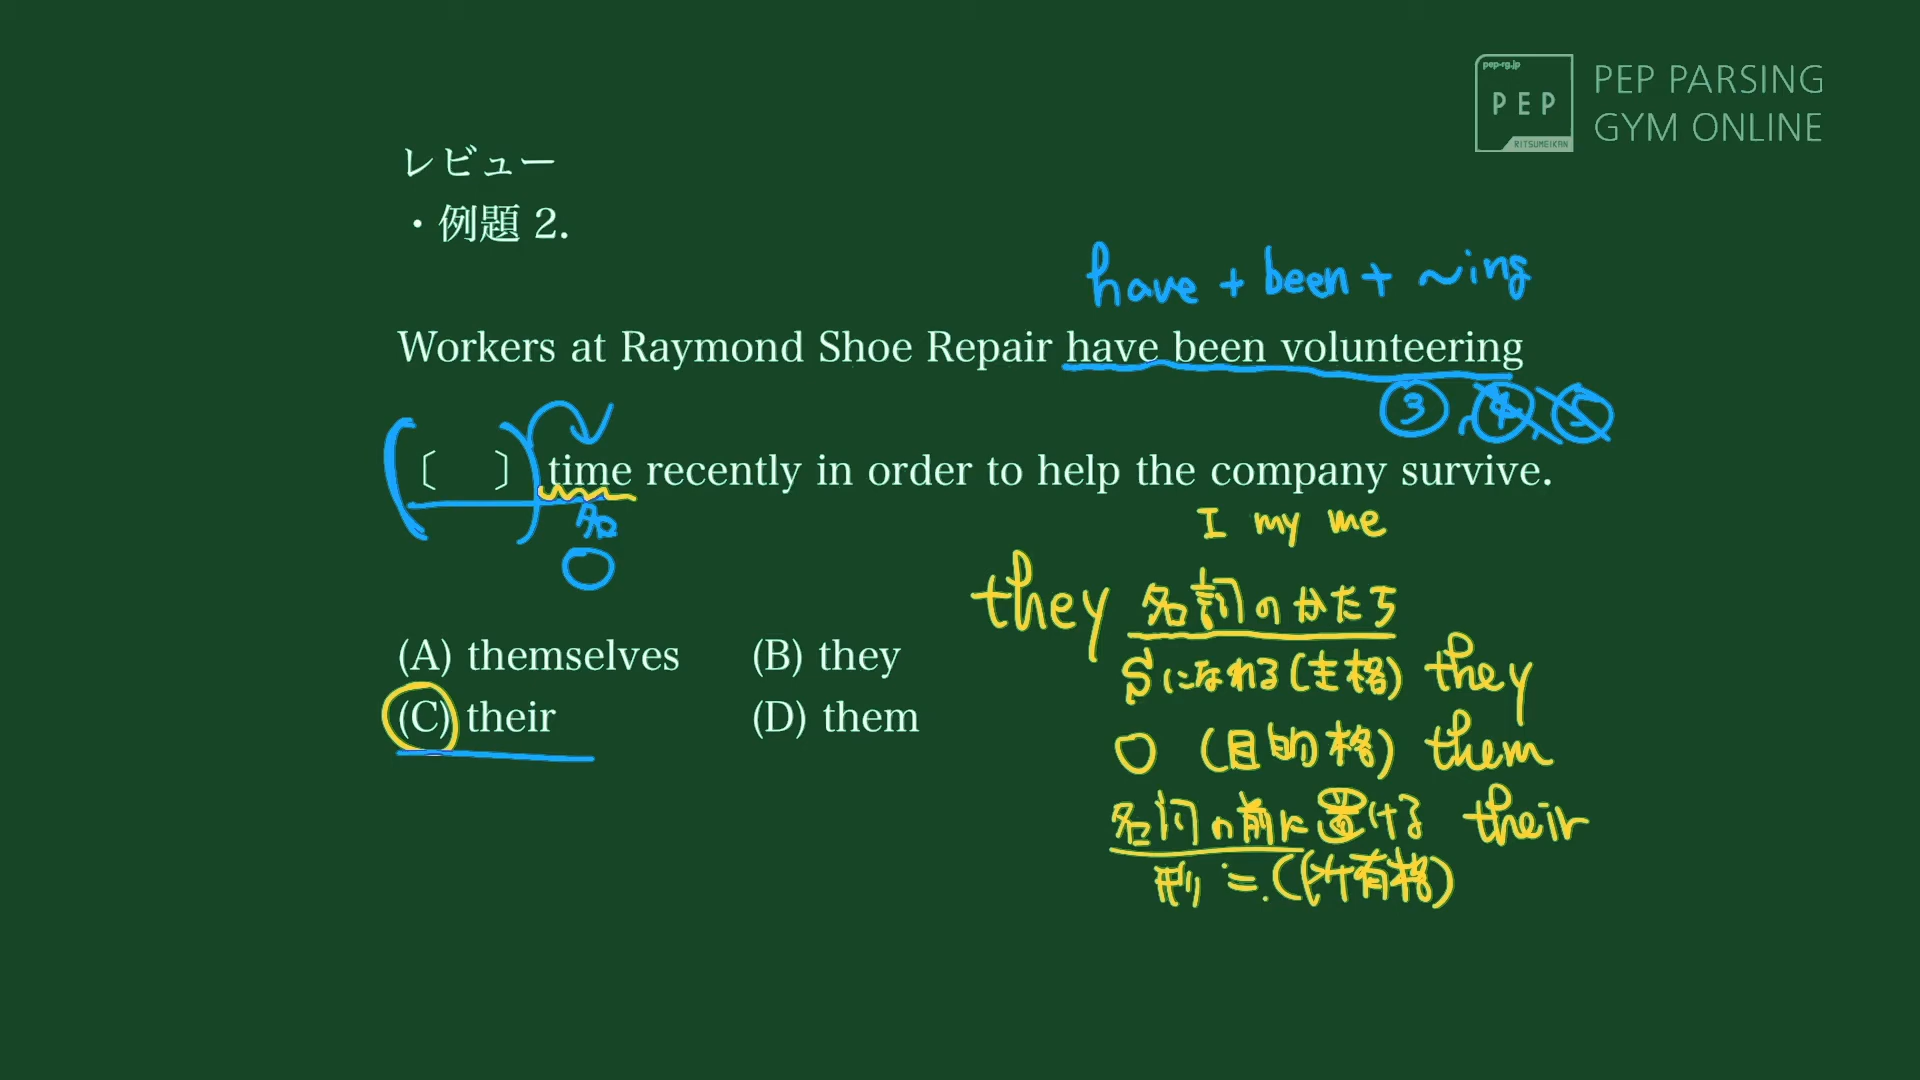 pep-rg.jp
PEP
RITSUMEIKAN
PEP PARSING
GYM ONLINE
レビュー
・例題 2.
have + been + ～ing
Workers at Raymond Shoe Repair have been volunteering
③ , ④ , ⑤
〔 〕 time recently in order to help the company survive.
名
O
I my me
they 名詞のかたち
(A) themselves (B) they
Sになれる(主格) they
(C) their (D) them
O (目的格) them
名詞の前に置ける their
形 = (所有格)